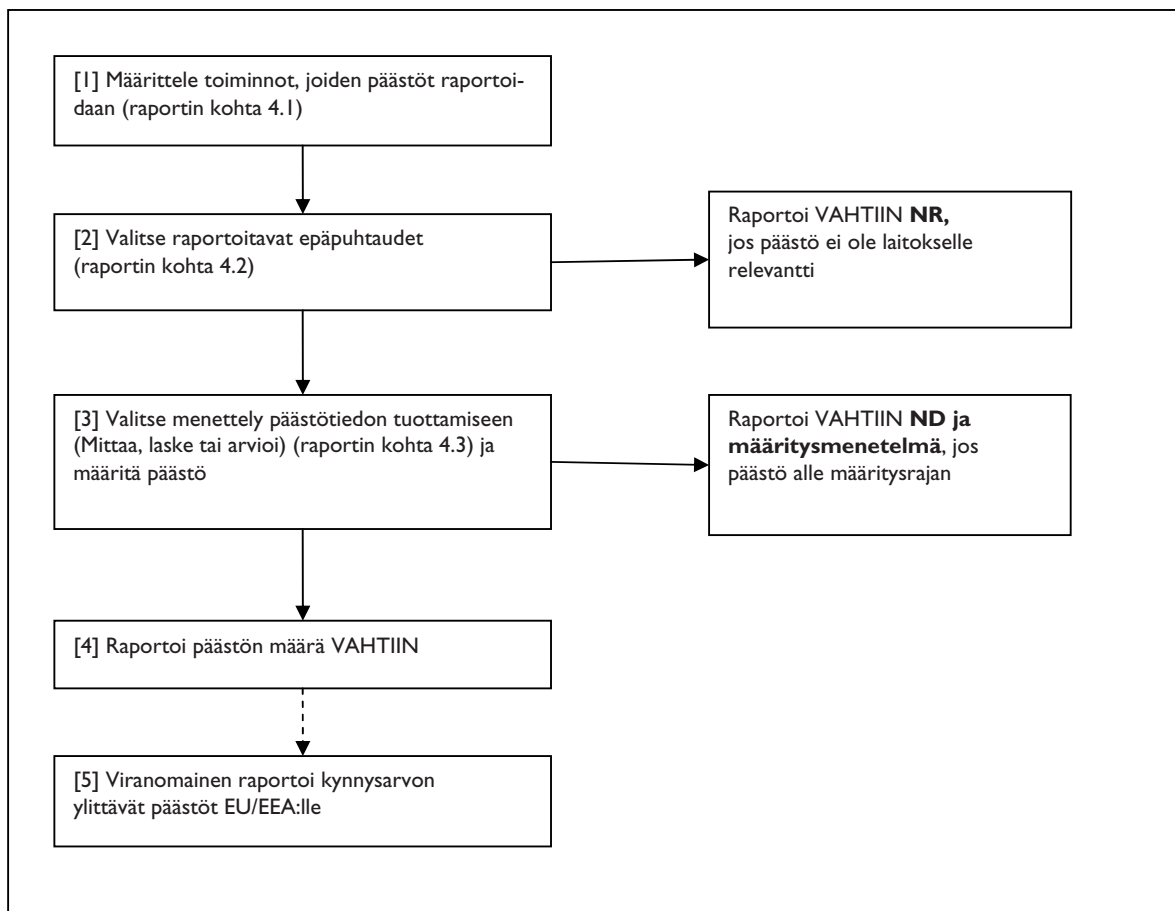 [1] Määrittele toiminnot, joiden päästöt raportoi-
daan (raportin kohta 4.1)
[2] Valitse raportoitavat epäpuhtaudet
(raportin kohta 4.2)
Raportoi VAHTIIN NR,
jos päästö ei ole laitokselle
relevantti
[3] Valitse menettely päästötiedon tuottamiseen
(Mittaa, laske tai arvioi) (raportin kohta 4.3) ja
määritä päästö
Raportoi VAHTIIN ND ja
määritysmenetelmä, jos
päästö alle määritysrajan
[4] Raportoi päästön määrä VAHTIIN
[5] Viranomainen raportoi kynnysarvon
ylittävät päästöt EU/EEA:lle